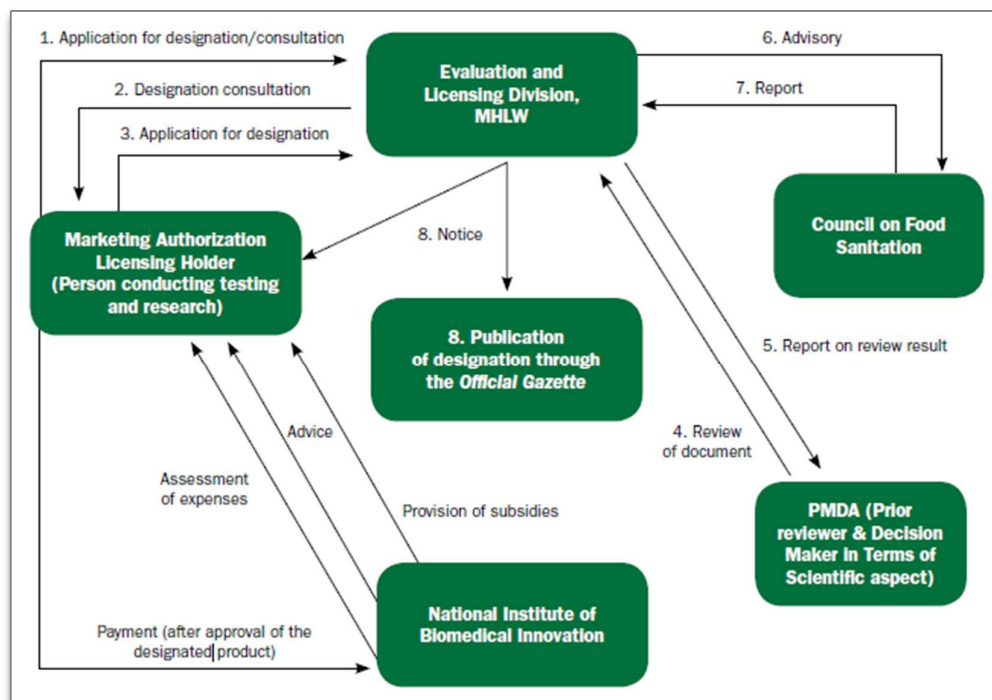 1. Application for designation/consultation
2. Designation consultation
3. Application for designation
Evaluation and
Licensing Division,
MHLW
6. Advisory
7. Report
Marketing Authorization
Licensing Holder
(Person conducting testing
and research)
8. Notice
Council on Food
Sanitation
8. Publication
of designation through
the Official Gazette
5. Report on review result
4. Review
of document
Advice
Assessment
of expenses
Provision of subsidies
PMDA (Prior
reviewer & Decision
Maker in Terms of
Scientific aspect)
National Institute of
Biomedical Innovation
Payment (after approval of the
designated product)